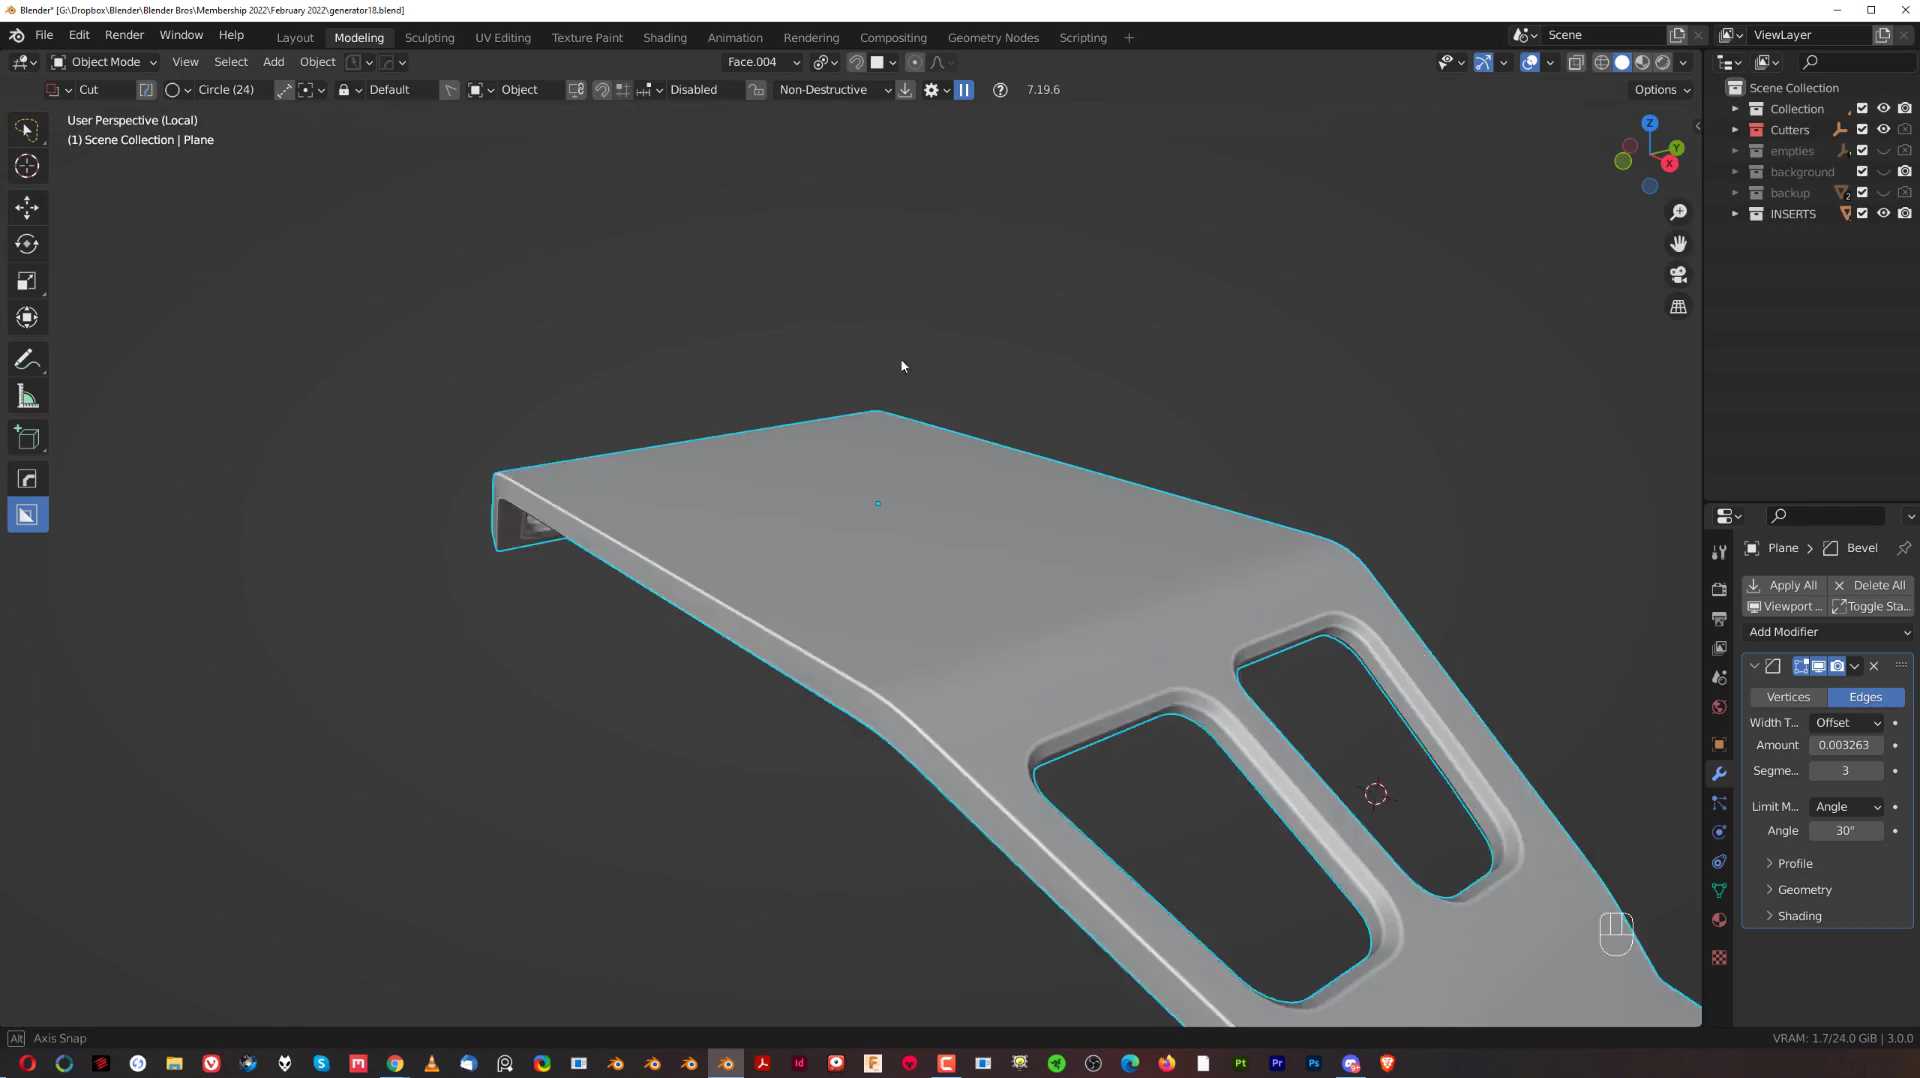 Blender* [G:\Dropbox\Blender\Blender Bros\Membership 2022\February 2022\generator18.blend]
File Edit Render Window Help Layout Modeling Sculpting UV Editing Texture Paint Shading Animation Rendering Compositing Geometry Nodes Scripting + Scene ViewLayer
Object Mode View Select Add Object Face.004
Cut Circle (24) Default Object Disabled Non-Destructive 7.19.6 Options
User Perspective (Local)
(1) Scene Collection | Plane
Z
Y
X
Scene Collection
Collection
Cutters
empties
background
backup 2
INSERTS
Plane > Bevel
Apply All Delete All
Viewport ... Toggle Sta...
Add Modifier
Vertices Edges
Width T... Offset
Amount 0.003263
Segme... 3
Limit M... Angle
Angle 30°
Profile
Geometry
Shading
Alt Axis Snap
VRAM: 1.7/24.0 GiB | 3.0.0
M Id F Pt Pr Ps